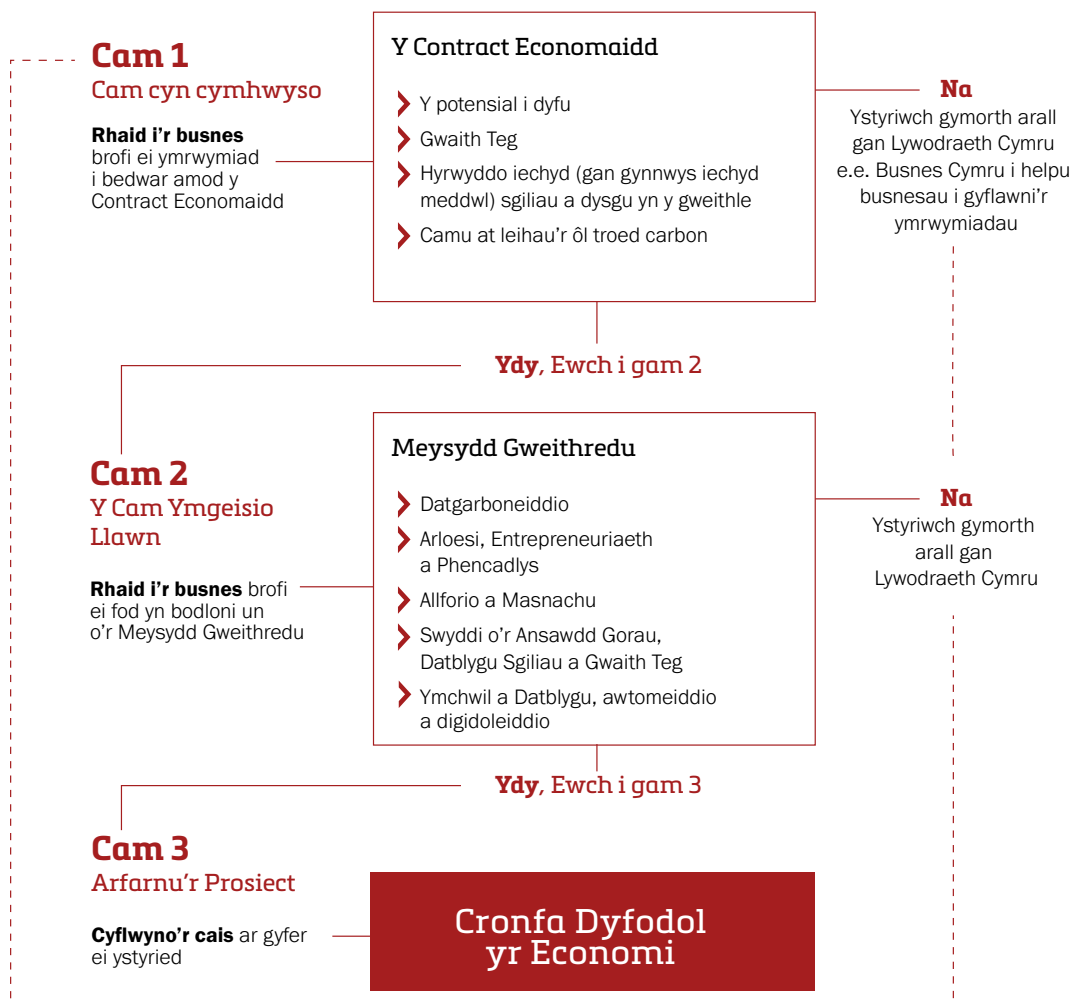 Cam 1
Cam cyn cymhwyso
Rhaid i'r busnes
brofi ei ymrwymiad
i bedwar amod y
Contract Economaidd
Y Contract Economaidd
Y potensial i dyfu
Gwaith Teg
Hyrwyddo iechyd (gan gynnwys iechyd
meddwl) sgiliau a dysgu yn y gweithle
Camu at leihau'r ôl troed carbon
Na
Ystyriwch gymorth arall
gan Lywodraeth Cymru
e.e. Busnes Cymru i helpu
busnesau i gyflawni'r
ymrwymiadau
Ydy, Ewch i gam 2
Cam 2
Y Cam Ymgeisio
Llawn
Rhaid i'r busnes brofi
ei fod yn bodloni un
o'r Meysydd Gweithredu
Meysydd Gweithredu
Datgarboneiddio
Arloesi, Entrepreneuriaeth
a Phencadlys
Allforio a Masnachu
Swyddi o'r Ansawdd Gorau,
Datblygu Sgiliau a Gwaith Teg
Ymchwil a Datblygu, awtomeiddio
a digidoleiddio
Na
Ystyriwch gymorth
arall gan
Lywodraeth Cymru
Ydy, Ewch i gam 3
Cam 3
Arfarnu'r Prosiect
Cyflwyno'r cais ar gyfer
ei ystyried
Cronfa Dyfodol
yr Economi